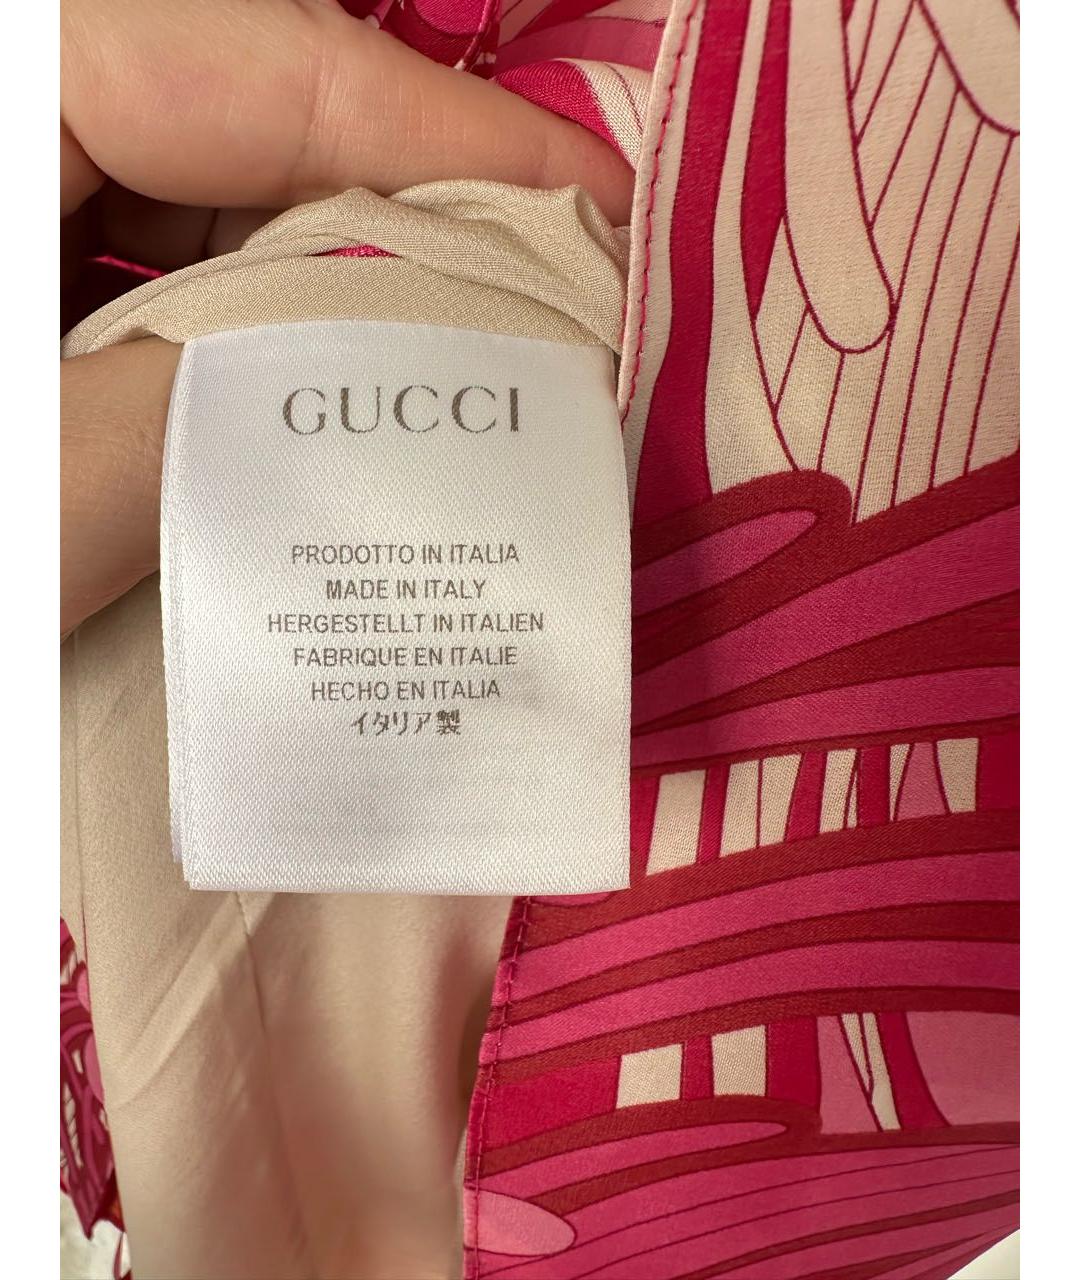 GUCCI
PRODOTTO IN ITALIA
MADE IN ITALY
HERGESTELLT IN ITALIEN
FABRIQUE EN ITALIE
HECHO EN ITALIA
イタリア製